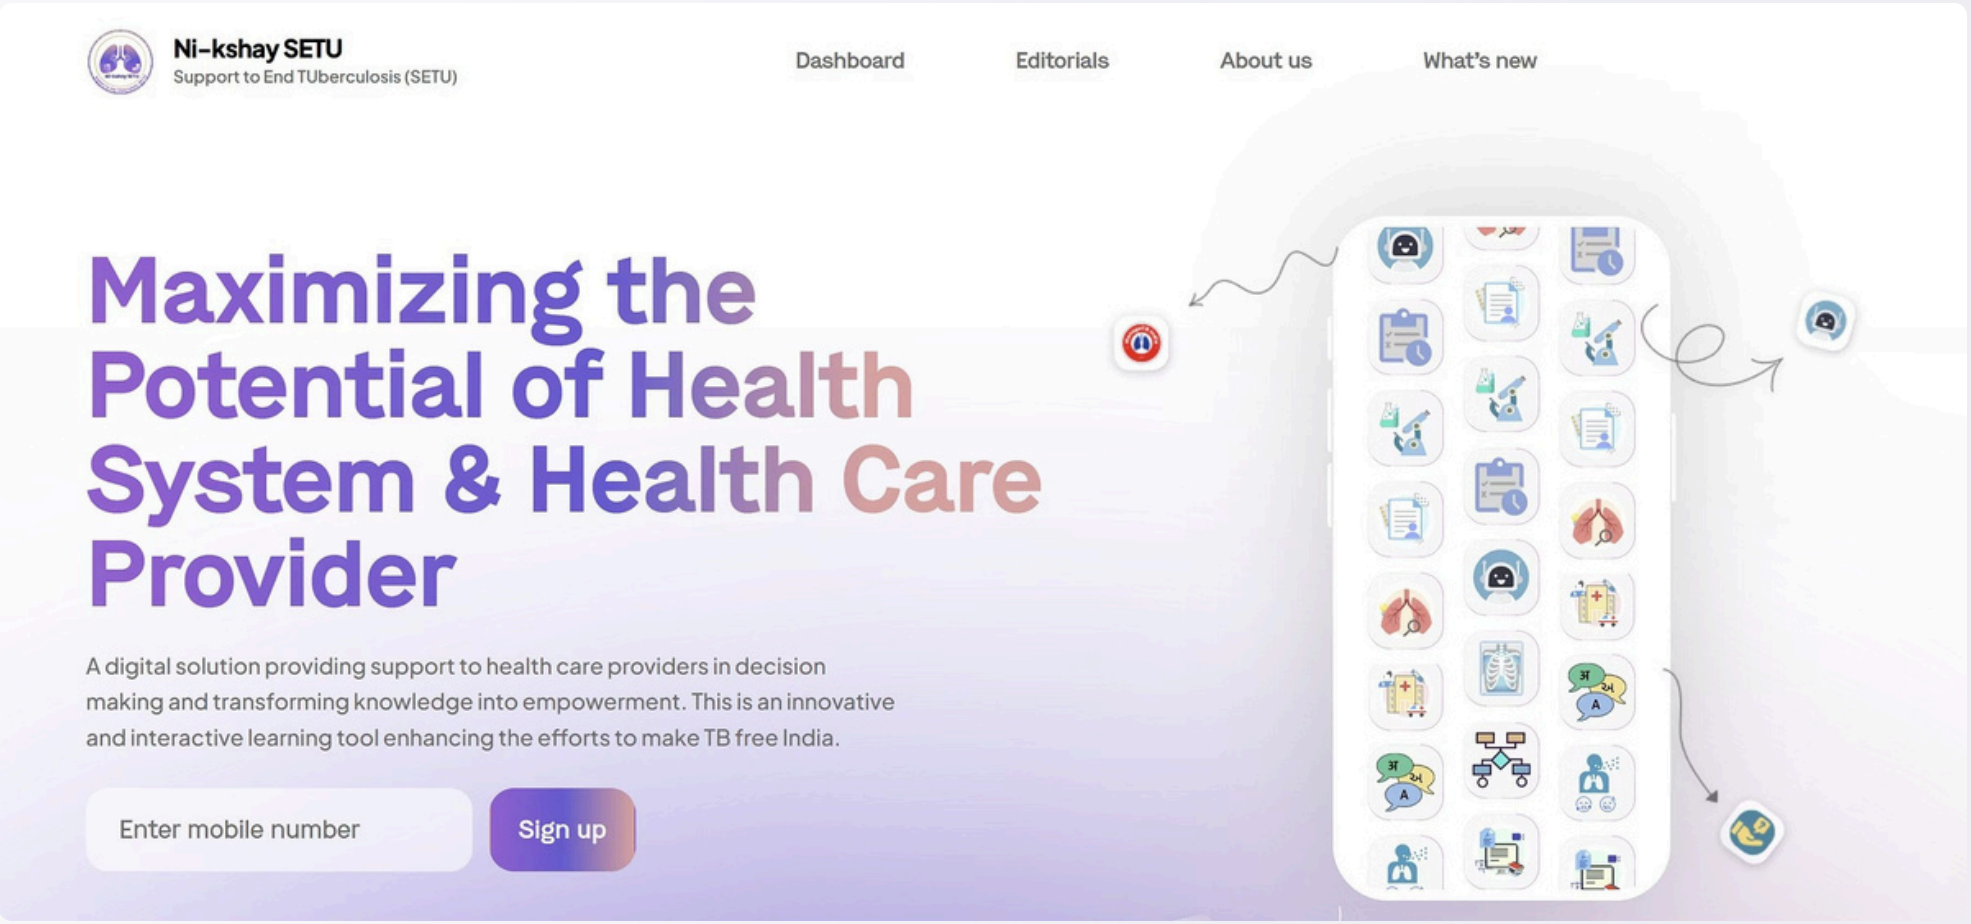 Ni-kshay SETU
Support to End TUberculosis (SETU)
Dashboard
Editorials
About us
What's new
Maximizing the
Potential of Health
System & Health Care
Provider
A digital solution providing support to health care providers in decision
making and transforming knowledge into empowerment. This is an innovative
and interactive learning tool enhancing the efforts to make TB free India.
Enter mobile number
Sign up
अ
અ
A
अ
અ
A